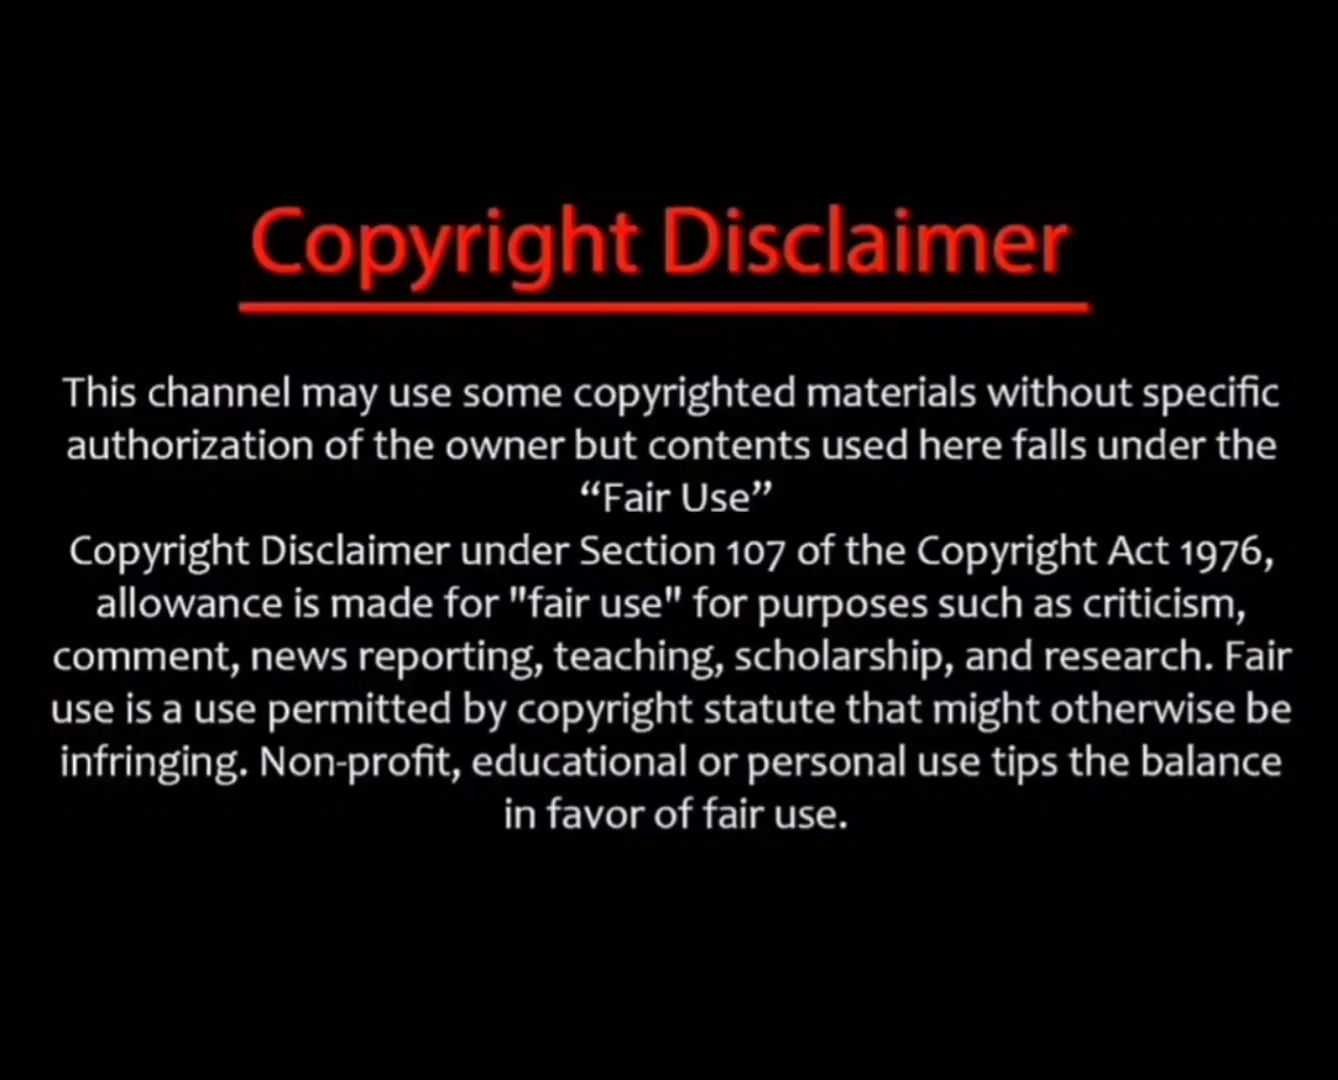 Copyright Disclaimer
This channel may use some copyrighted materials without specific
authorization of the owner but contents used here falls under the
“Fair Use”
Copyright Disclaimer under Section 107 of the Copyright Act 1976,
allowance is made for "fair use" for purposes such as criticism,
comment, news reporting, teaching, scholarship, and research. Fair
use is a use permitted by copyright statute that might otherwise be
infringing. Non-profit, educational or personal use tips the balance
in favor of fair use.